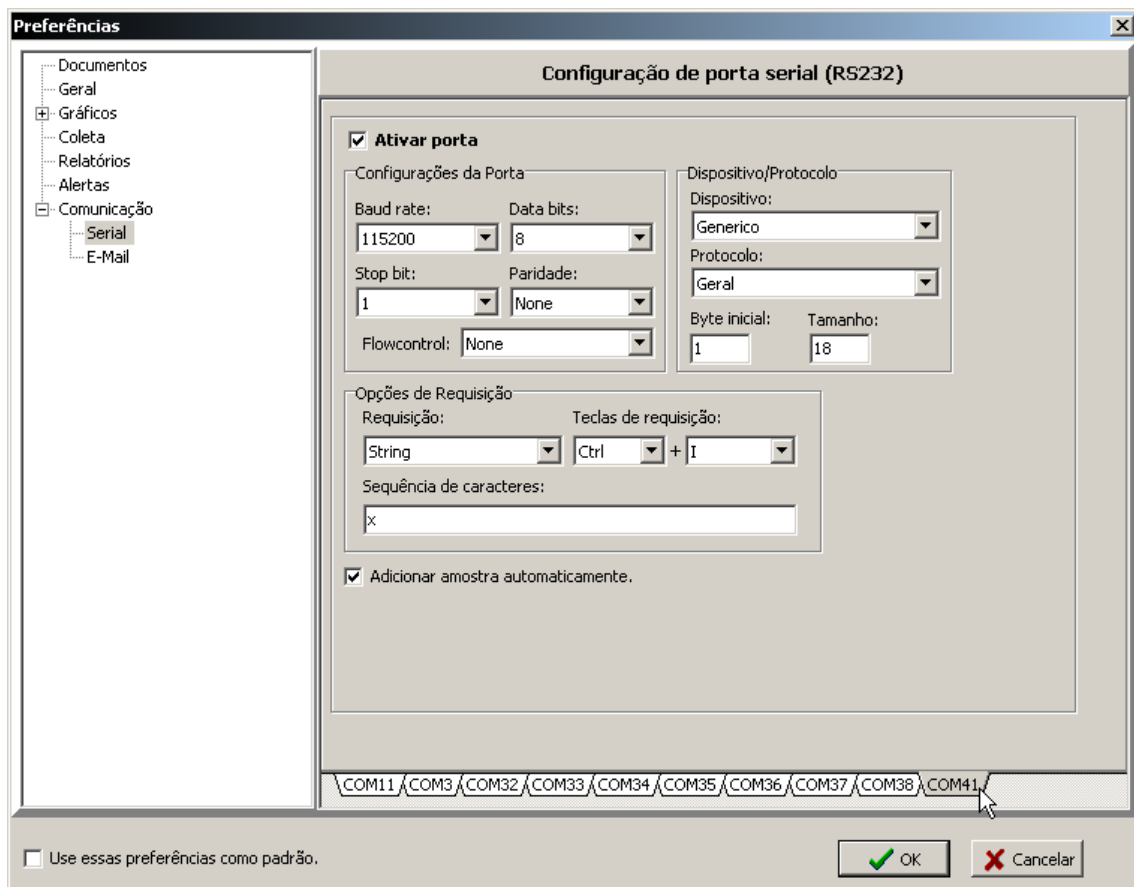 Preferências
Documentos
Geral
Gráficos
Coleta
Relatórios
Alertas
Comunicação
Serial
E-Mail
Configuração de porta serial (RS232)
Ativar porta
Configurações da Porta
Baud rate: Data bits:
115200 8
Stop bit: Paridade:
1 None
Flowcontrol: None
Dispositivo/Protocolo
Dispositivo:
Generico
Protocolo:
Geral
Byte inicial: Tamanho:
1 18
Opções de Requisição
Requisição: Teclas de requisição:
String Ctrl + I
Sequência de caracteres:
x
Adicionar amostra automaticamente.
COM11 COM3 COM32 COM33 COM34 COM35 COM36 COM37 COM38 COM41
Use essas preferências como padrão.
OK Cancelar